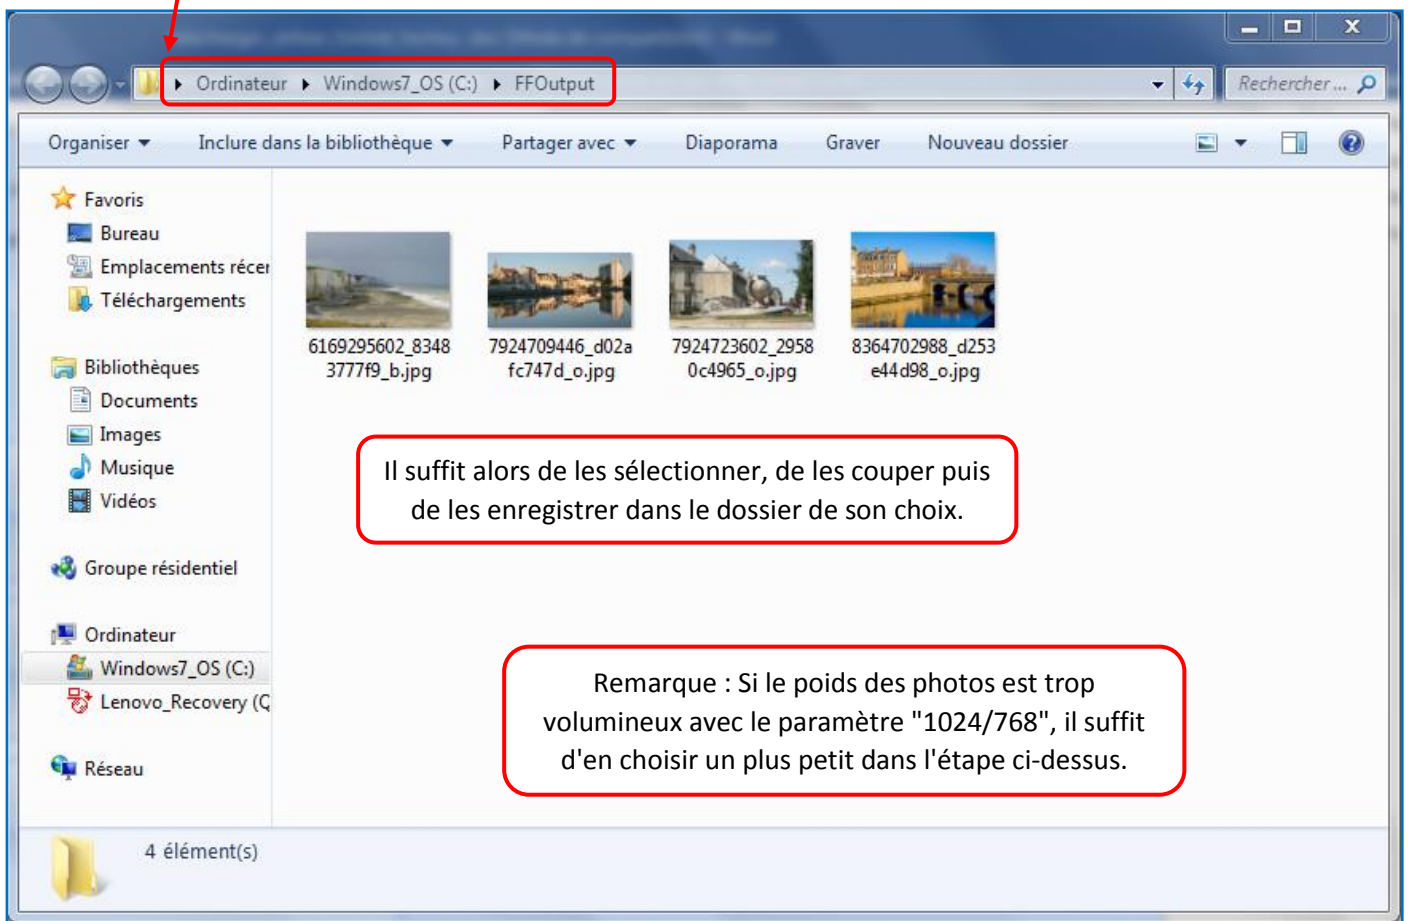 Ordinateur Windows7_OS (C:) FFOutput
Rechercher ...
Organiser Inclure dans la bibliothèque Partager avec Diaporama Graver Nouveau dossier
Favoris
Bureau
Emplacements récer
Téléchargements
Bibliothèques
Documents
Images
Musique
Vidéos
Groupe résidentiel
Ordinateur
Windows7_OS (C:)
Lenovo_Recovery (Q
Réseau
6169295602_8348
3777f9_b.jpg
7924709446_d02a
fc747d_o.jpg
7924723602_2958
0c4965_o.jpg
8364702988_d253
e44d98_o.jpg
Il suffit alors de les sélectionner, de les couper puis
de les enregistrer dans le dossier de son choix.
Remarque : Si le poids des photos est trop
volumineux avec le paramètre "1024/768", il suffit
d'en choisir un plus petit dans l'étape ci-dessus.
4 élément(s)